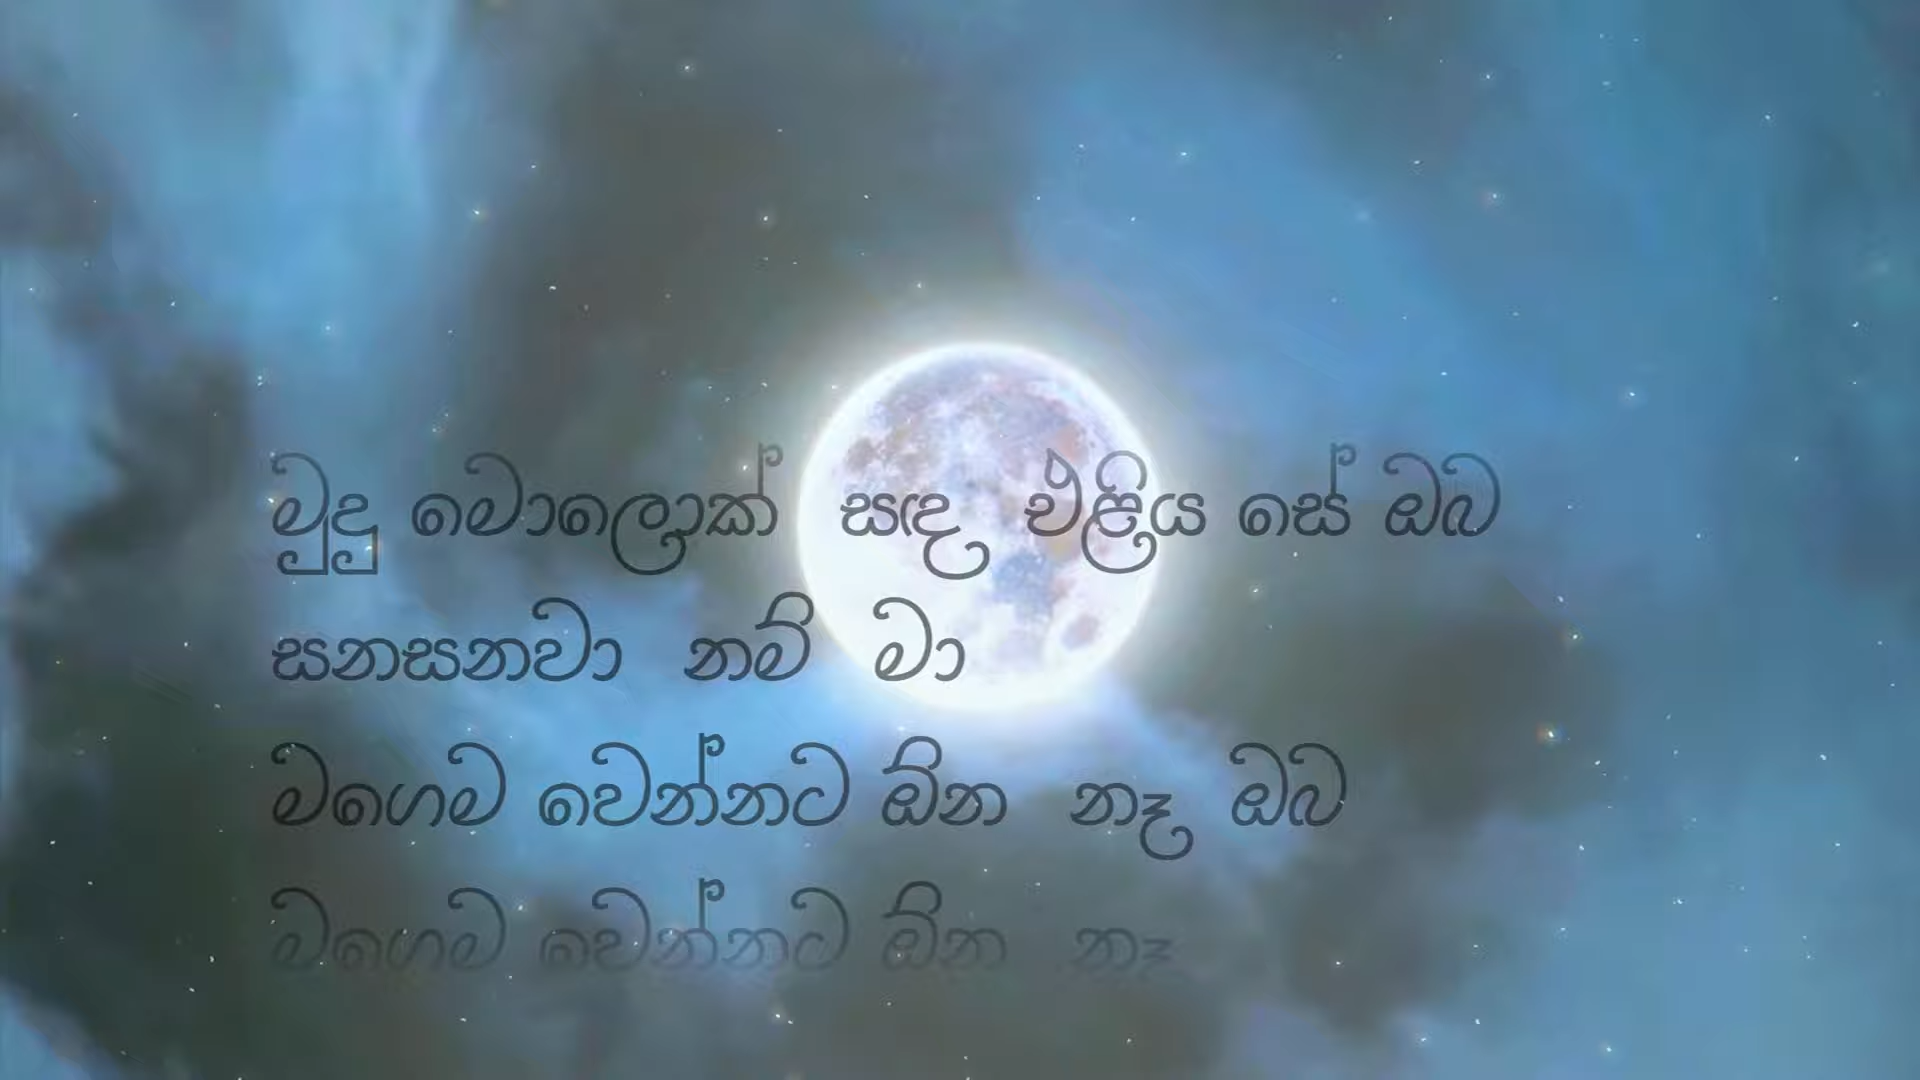 මුදු මොලොක් සඳ එළිය සේ ඔබ
සනසනවා නම් මා
මගෙම වෙන්නට ඕන නෑ ඔබ
මගෙම වෙන්නට ඕන නෑ